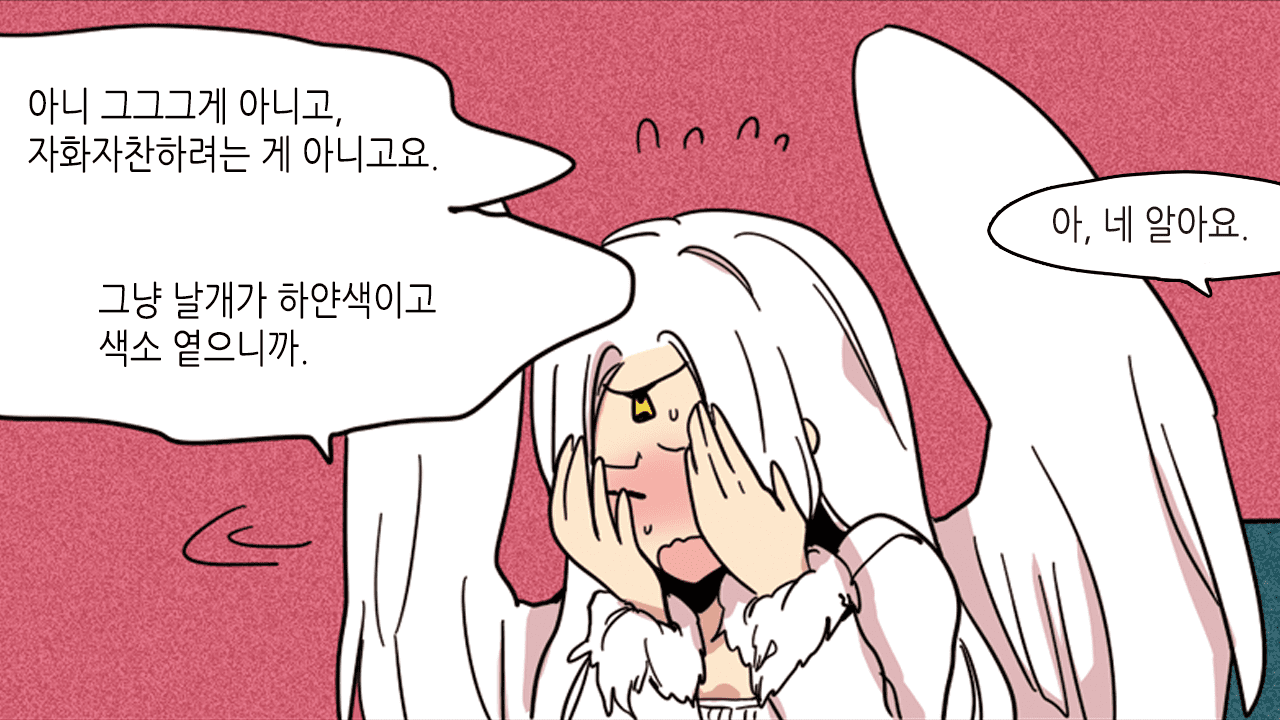 아니 그그그게 아니고,
자화자찬하려는 게 아니고요.
그냥 날개가 하얀색이고
색소 옅으니까.
아, 네 알아요.